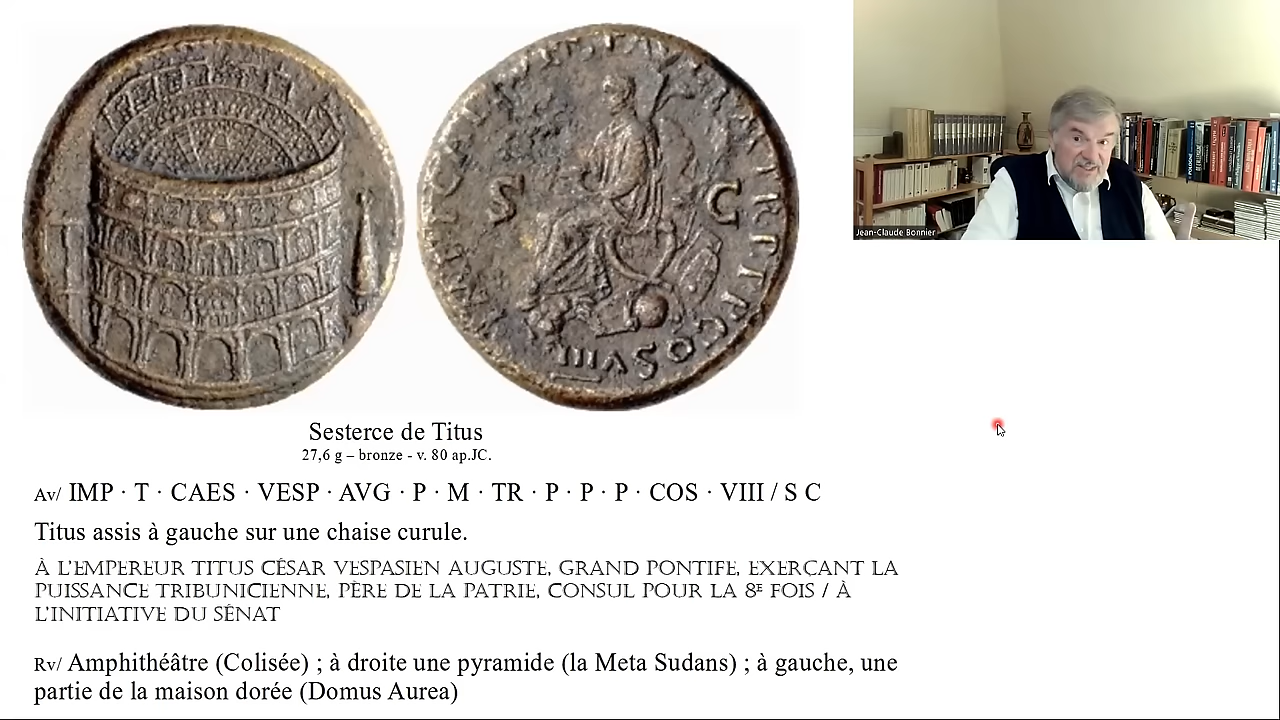 S C
COS VIII
Jean-Claude Bonnier
Sesterce de Titus
27,6 g – bronze - v. 80 ap.JC.
Av/ IMP · T · CAES · VESP · AVG · P · M · TR · P · P · P · COS · VIII / S C
Titus assis à gauche sur une chaise curule.
À L'EMPEREUR TITUS CÉSAR VESPASIEN AUGUSTE, GRAND PONTIFE, EXERÇANT LA
PUISSANCE TRIBUNICIENNE, PÈRE DE LA PATRIE, CONSUL POUR LA 8E FOIS / À
L'INITIATIVE DU SÉNAT
Rv/ Amphithéâtre (Colisée) ; à droite une pyramide (la Meta Sudans) ; à gauche, une
partie de la maison dorée (Domus Aurea)